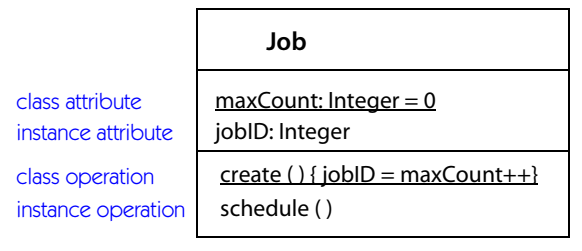 Job
class attribute maxCount: Integer = 0
instance attribute jobID: Integer
class operation create ( ) { jobID = maxCount++}
instance operation schedule ( )